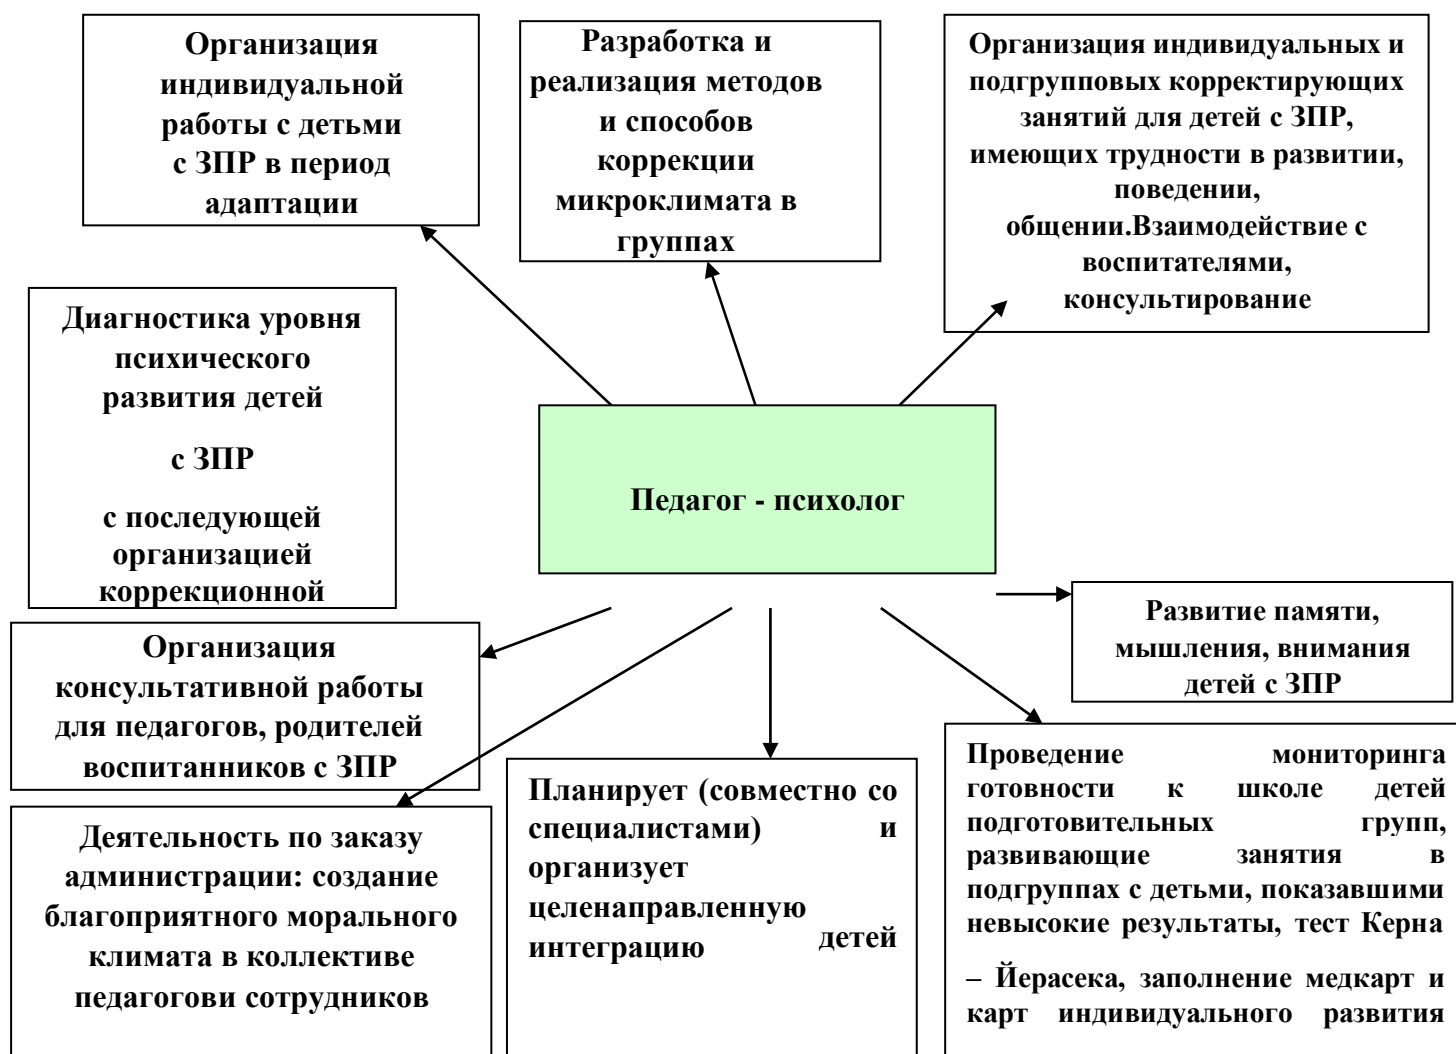 Организация
индивидуальной
работы с детьми
с ЗПР в период
адаптации
Разработка и
реализация методов
и способов
коррекции
микроклимата в
группах
Организация индивидуальных и
подгрупповых корректирующих
занятий для детей с ЗПР,
имеющих трудности в развитии,
поведении,
общении.Взаимодействие с
воспитателями,
консультирование
Диагностика уровня
психического
развития детей
с ЗПР
с последующей
организацией
коррекционной
Педагог - психолог
Развитие памяти,
мышления, внимания
детей с ЗПР
Организация
консультативной работы
для педагогов, родителей
воспитанников с ЗПР
Деятельность по заказу
администрации: создание
благоприятного морального
климата в коллективе
педагогови сотрудников
Планирует (совместно со
специалистами) и
организует
целенаправленную
интеграцию детей
Проведение мониторинга
готовности к школе детей
подготовительных групп,
развивающие занятия в
подгруппах с детьми, показавшими
невысокие результаты, тест Керна
– Йерасека, заполнение медкарт и
карт индивидуального развития